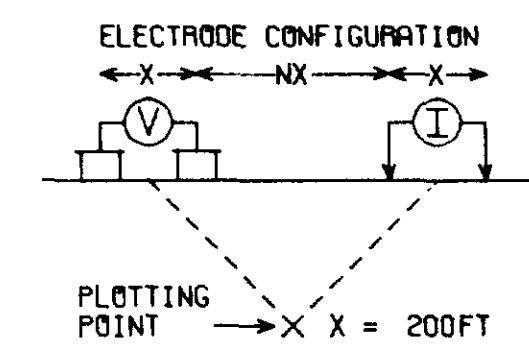 ELECTRODE CONFIGURATION
X NX X
V I
PLOTTING
POINT X X = 200FT